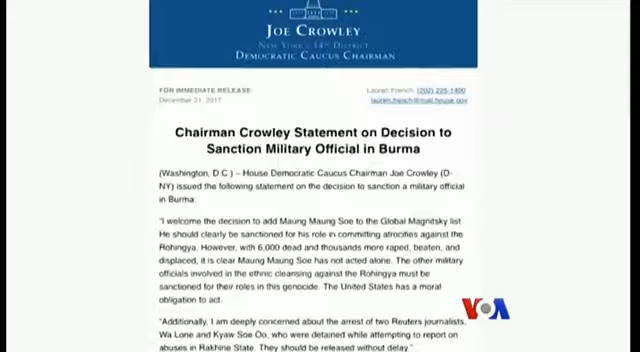 JOE CROWLEY
NEW YORK'S 14TH DISTRICT
DEMOCRATIC CAUCUS CHAIRMAN
FOR IMMEDIATE RELEASE:
Lauren French, (202) 225-1400
December 21, 2017
lauren.french@mail.house.gov
Chairman Crowley Statement on Decision to
Sanction Military Official in Burma
(Washington, D.C.) – House Democratic Caucus Chairman Joe Crowley (D-
NY) issued the following statement on the decision to sanction a military official
in Burma:
"I welcome the decision to add Maung Maung Soe to the Global Magnitsky list
He should clearly be sanctioned for his role in committing atrocities against the
Rohingya. However, with 6,000 dead and thousands more raped, beaten, and
displaced, it is clear Maung Maung Soe has not acted alone. The other military
officials involved in the ethnic cleansing against the Rohingya must be
sanctioned for their roles in this genocide. The United States has a moral
obligation to act.
"Additionally, I am deeply concerned about the arrest of two Reuters journalists,
Wa Lone and Kyaw Soe Oo, who were detained while attempting to report on
abuses in Rakhine State. They should be released without delay."
VOA